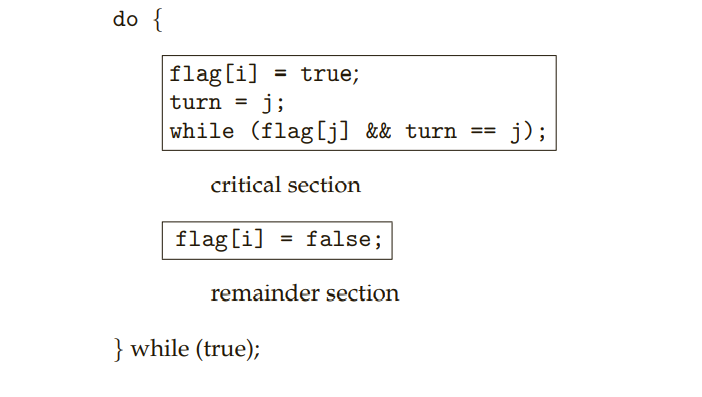 do {
flag[i] = true;
turn = j;
while (flag[j] && turn == j);
critical section
flag[i] = false;
remainder section
} while (true);